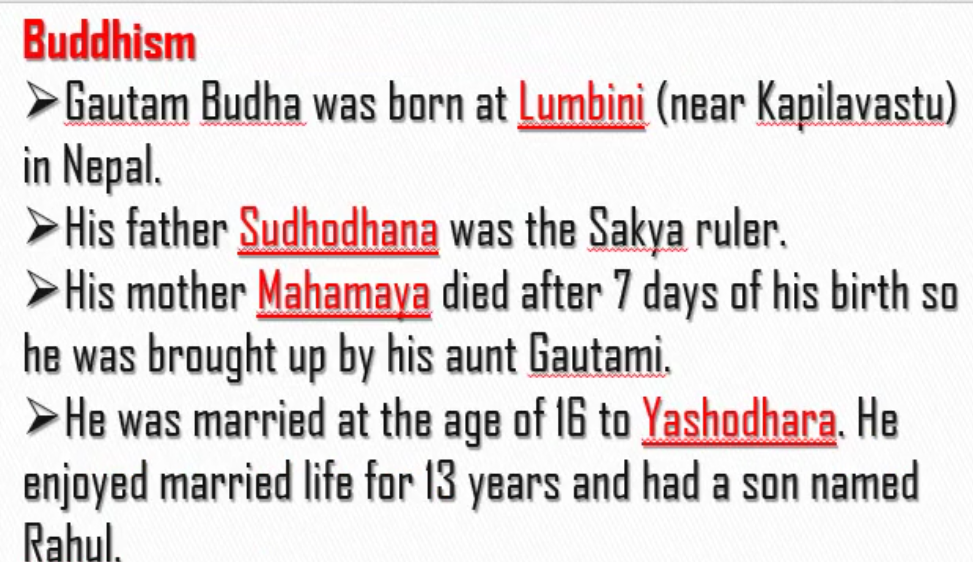 Buddhism
➢Gautam Budha was born at Lumbini (near Kapilavastu)
in Nepal.
➢His father Sudhodhana was the Sakya ruler.
➢His mother Mahamaya died after 7 days of his birth so
he was brought up by his aunt Gautami.
➢He was married at the age of 16 to Yashodhara. He
enjoyed married life for 13 years and had a son named
Rahul.